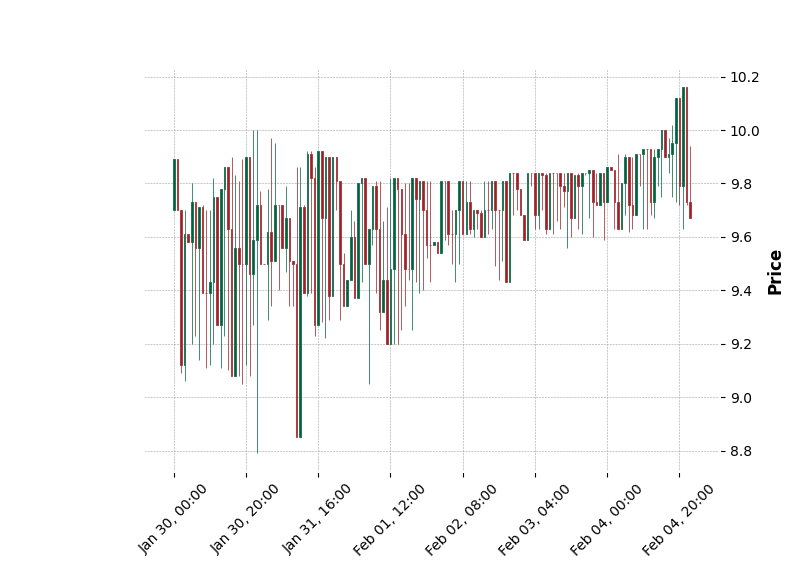 10.2
10.0
9.8
9.6
9.4
9.2
9.0
8.8
Price
Jan 30, 00:00
Jan 30, 20:00
Jan 31, 16:00
Feb 01, 12:00
Feb 02, 08:00
Feb 03, 04:00
Feb 04, 00:00
Feb 04, 20:00